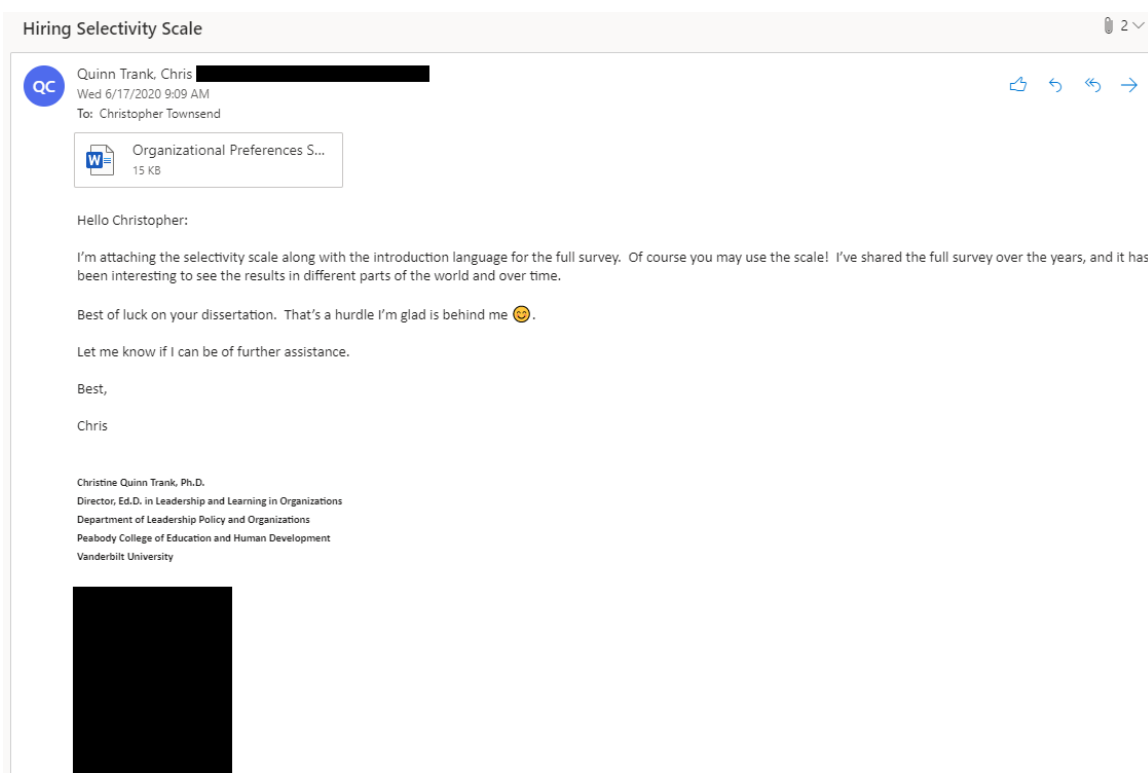 Hiring Selectivity Scale
2
QC
Quinn Trank, Chris
Wed 6/17/2020 9:09 AM
To: Christopher Townsend
W
Organizational Preferences S...
15 KB
Hello Christopher:
I'm attaching the selectivity scale along with the introduction language for the full survey. Of course you may use the scale! I've shared the full survey over the years, and it has
been interesting to see the results in different parts of the world and over time.
Best of luck on your dissertation. That's a hurdle I'm glad is behind me 😊.
Let me know if I can be of further assistance.
Best,
Chris
Christine Quinn Trank, Ph.D.
Director, Ed.D. in Leadership and Learning in Organizations
Department of Leadership Policy and Organizations
Peabody College of Education and Human Development
Vanderbilt University